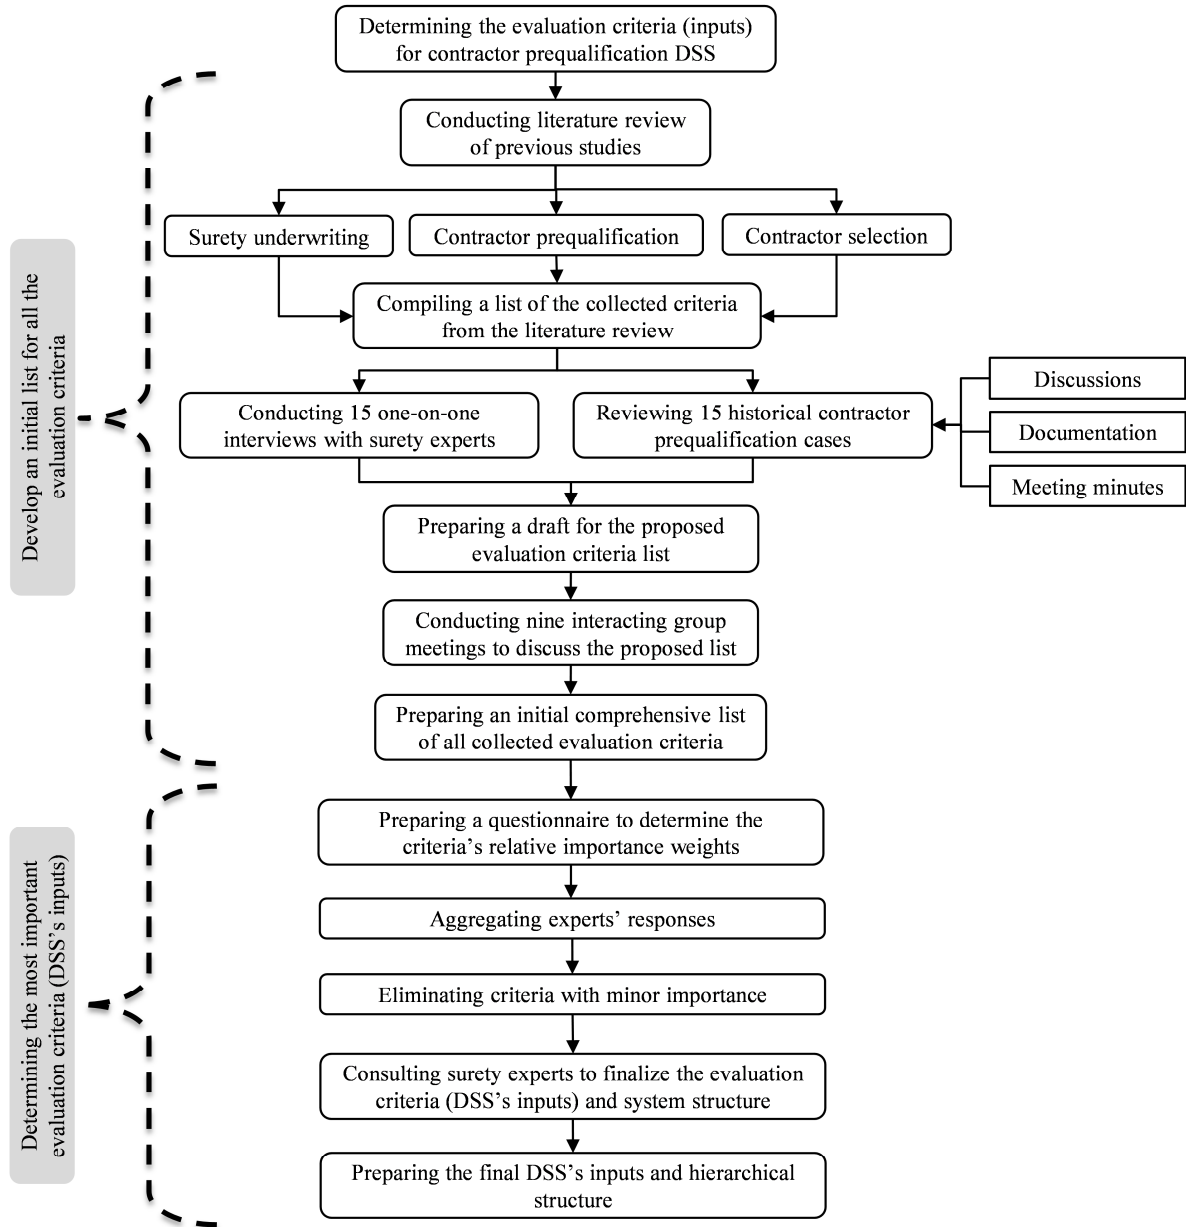 Determining the evaluation criteria (inputs)
for contractor prequalification DSS
Conducting literature review
of previous studies
Surety underwriting
Contractor prequalification
Contractor selection
Compiling a list of the collected criteria
from the literature review
Conducting 15 one-on-one
interviews with surety experts
Reviewing 15 historical contractor
prequalification cases
Discussions
Documentation
Meeting minutes
Preparing a draft for the proposed
evaluation criteria list
Conducting nine interacting group
meetings to discuss the proposed list
Preparing an initial comprehensive list
of all collected evaluation criteria
Develop an initial list for all the
evaluation criteria
Preparing a questionnaire to determine the
criteria’s relative importance weights
Aggregating experts’ responses
Eliminating criteria with minor importance
Consulting surety experts to finalize the evaluation
criteria (DSS’s inputs) and system structure
Preparing the final DSS’s inputs and hierarchical
structure
Determining the most important
evaluation criteria (DSS’s inputs)